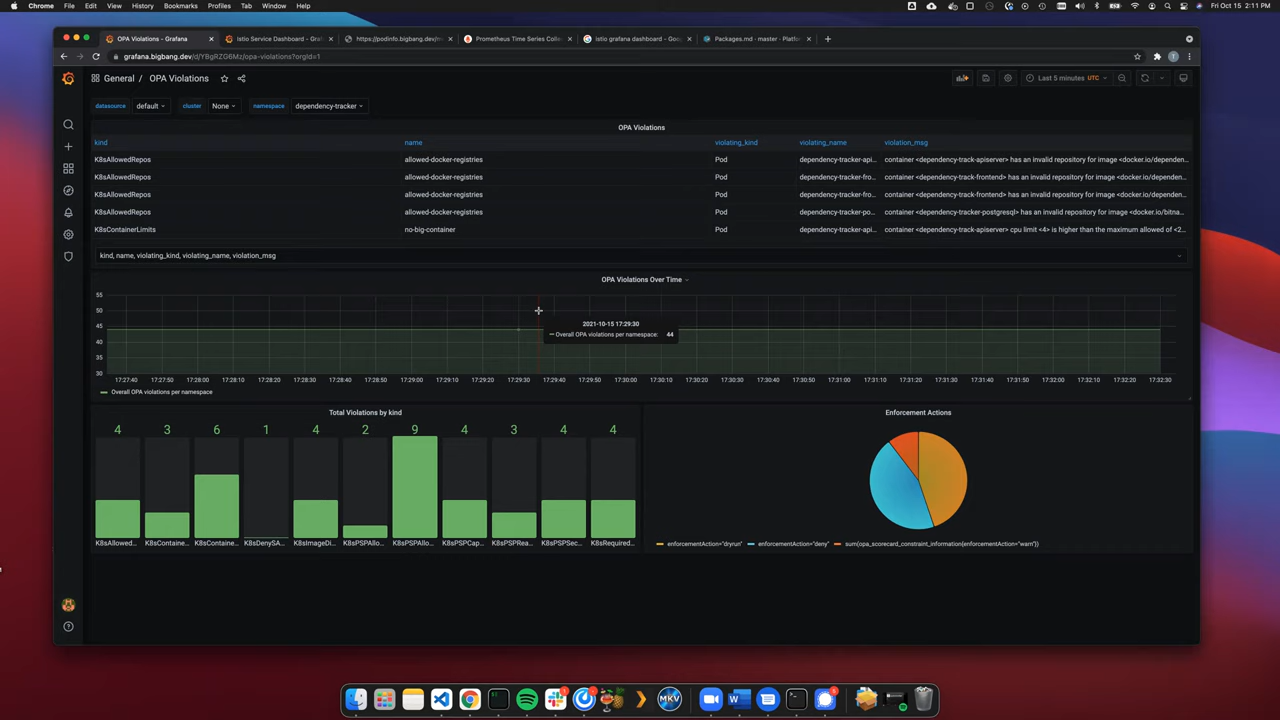 Chrome File Edit View History Bookmarks Profiles Tab Window Help
Fri Oct 15 2:11 PM
OPA Violations - Grafana
Istio Service Dashboard - Graf
https://podinfo.bigbang.dev/m
Prometheus Time Series Colle
istio grafana dashboard - Goo
Packages.md · master · Platfo
grafana.bigbang.dev/d/YBgRZG6Mz/opa-violations?orgId=1
General / OPA Violations
Last 5 minutes UTC
datasource default cluster None namespace dependency-tracker
OPA Violations
kind name violating_kind violating_name violation_msg
K8sAllowedRepos allowed-docker-registries Pod dependency-tracker-api... container <dependency-track-apiserver> has an invalid repository for image <docker.io/dependen...
K8sAllowedRepos allowed-docker-registries Pod dependency-tracker-fro... container <dependency-track-frontend> has an invalid repository for image <docker.io/dependen...
K8sAllowedRepos allowed-docker-registries Pod dependency-tracker-fro... container <dependency-track-frontend> has an invalid repository for image <docker.io/dependen...
K8sAllowedRepos allowed-docker-registries Pod dependency-tracker-po... container <dependency-tracker-postgresql> has an invalid repository for image <docker.io/bitna...
K8sContainerLimits no-big-container Pod dependency-tracker-api... container <dependency-track-apiserver> cpu limit <4> is higher than the maximum allowed of <2...
kind, name, violating_kind, violating_name, violation_msg
OPA Violations Over Time
55
50
45
40
35
30
2021-10-15 17:29:30
Overall OPA violations per namespace: 44
17:27:40 17:27:50 17:28:00 17:28:10 17:28:20 17:28:30 17:28:40 17:28:50 17:29:00 17:29:10 17:29:20 17:29:30 17:29:40 17:29:50 17:30:00 17:30:10 17:30:20 17:30:30 17:30:40 17:30:50 17:31:00 17:31:10 17:31:20 17:31:30 17:31:40 17:31:50 17:32:00 17:32:10 17:32:20 17:32:30
Overall OPA violations per namespace
Total Violations by kind
4 3 6 1 4 2 9 4 3 4 4
K8sAllowed... K8sContaine... K8sContaine... K8sDenySA... K8sImageDi... K8sPSPAllo... K8sPSPAllo... K8sPSPCap... K8sPSPRea... K8sPSPSec... K8sRequired...
Enforcement Actions
enforcementAction="dryrun" enforcementAction="deny" sum(opa_scorecard_constraint_information{enforcementAction="warn"})
MKV